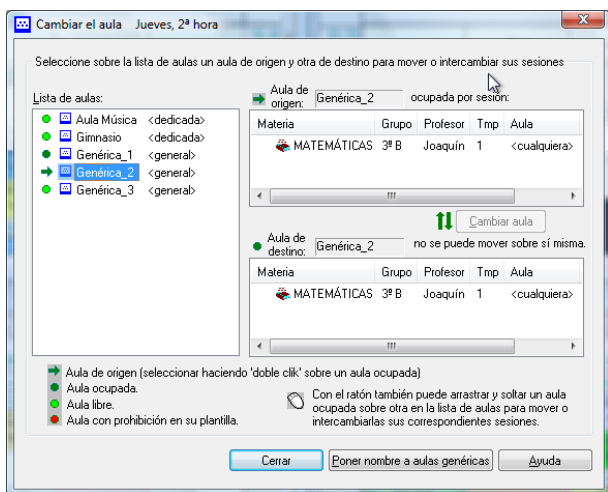 Cambiar el aula   Jueves, 2ª hora
Seleccione sobre la lista de aulas un aula de origen y otra de destino para mover o intercambiar sus sesiones
Lista de aulas:
Aula Música <dedicada>
Gimnasio <dedicada>
Genérica_1 <general>
Genérica_2 <general>
Genérica_3 <general>
Aula de origen: Genérica_2 ocupada por sesión:
Materia Grupo Profesor Tmp Aula
MATEMÁTICAS 3º B Joaquín 1 <cualquiera>
Cambiar aula
Aula de destino: Genérica_2 no se puede mover sobre sí misma.
Materia Grupo Profesor Tmp Aula
MATEMÁTICAS 3º B Joaquín 1 <cualquiera>
Aula de origen (seleccionar haciendo 'doble clik' sobre un aula ocupada)
Aula ocupada.
Aula libre.
Aula con prohibición en su plantilla.
Con el ratón también puede arrastrar y soltar un aula
ocupada sobre otra en la lista de aulas para mover o
intercambiarlas sus correspondientes sesiones.
Cerrar
Poner nombre a aulas genéricas
Ayuda